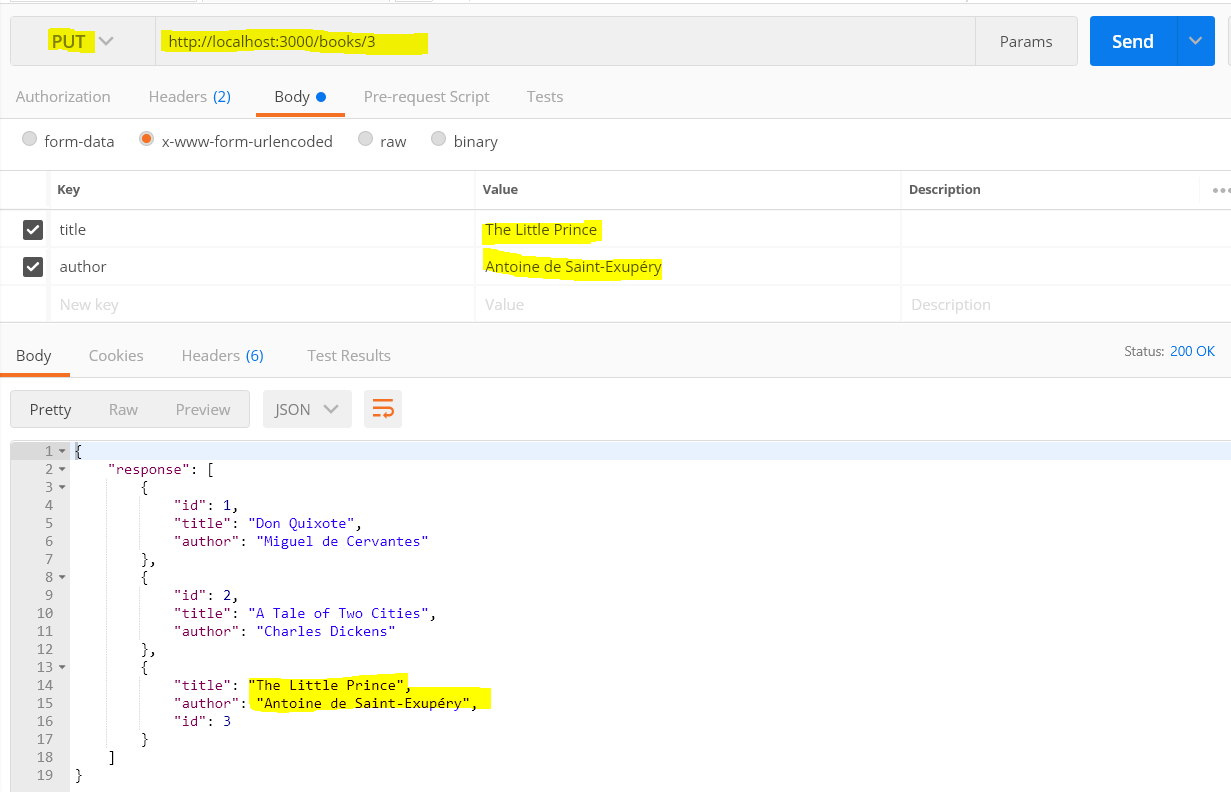 PUT http://localhost:3000/books/3 Params Send
Authorization Headers (2) Body Pre-request Script Tests
form-data x-www-form-urlencoded raw binary
Key Value Description
title The Little Prince
author Antoine de Saint-Exupéry
New key Value Description
Body Cookies Headers (6) Test Results Status: 200 OK
Pretty Raw Preview JSON
1 {
2 "response": [
3 {
4 "id": 1,
5 "title": "Don Quixote",
6 "author": "Miguel de Cervantes"
7 },
8 {
9 "id": 2,
10 "title": "A Tale of Two Cities",
11 "author": "Charles Dickens"
12 },
13 {
14 "title": "The Little Prince",
15 "author": "Antoine de Saint-Exupéry",
16 "id": 3
17 }
18 ]
19 }